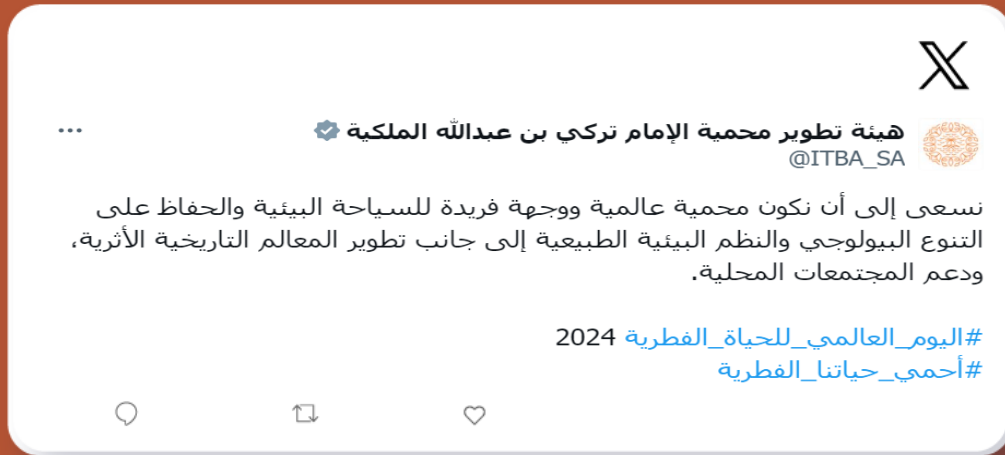 X
هيئة تطوير محمية الإمام تركي بن عبدالله الملكية
@ITBA_SA
نسعى إلى أن نكون محمية عالمية ووجهة فريدة للسياحة البيئية والحفاظ على
التنوع البيولوجي والنظم البيئية الطبيعية إلى جانب تطوير المعالم التاريخية الأثرية،
ودعم المجتمعات المحلية.
#اليوم_العالمي_للحياة_الفطرية 2024
#أحمي_حياتنا_الفطرية